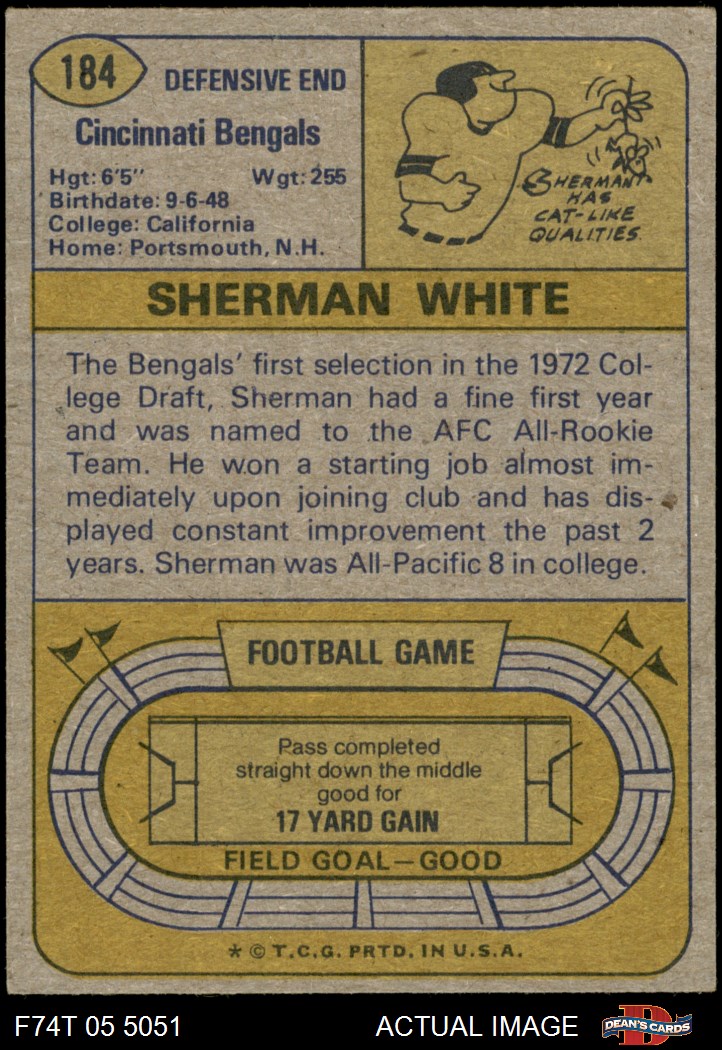 184
DEFENSIVE END
Cincinnati Bengals
Hgt: 6'5" Wgt: 255
Birthdate: 9-6-48
College: California
Home: Portsmouth, N.H.
SHERMAN
HAS
CAT-LIKE
QUALITIES.
SHERMAN WHITE
The Bengals' first selection in the 1972 Col-
lege Draft, Sherman had a fine first year
and was named to the AFC All-Rookie
Team. He won a starting job almost im-
mediately upon joining club and has dis-
played constant improvement the past 2
years. Sherman was All-Pacific 8 in college.
FOOTBALL GAME
Pass completed
straight down the middle
good for
17 YARD GAIN
FIELD GOAL—GOOD
* © T.C.G. PRTD. IN U.S.A.
F74T 05 5051 ACTUAL IMAGE
D
DEAN'S CARDS